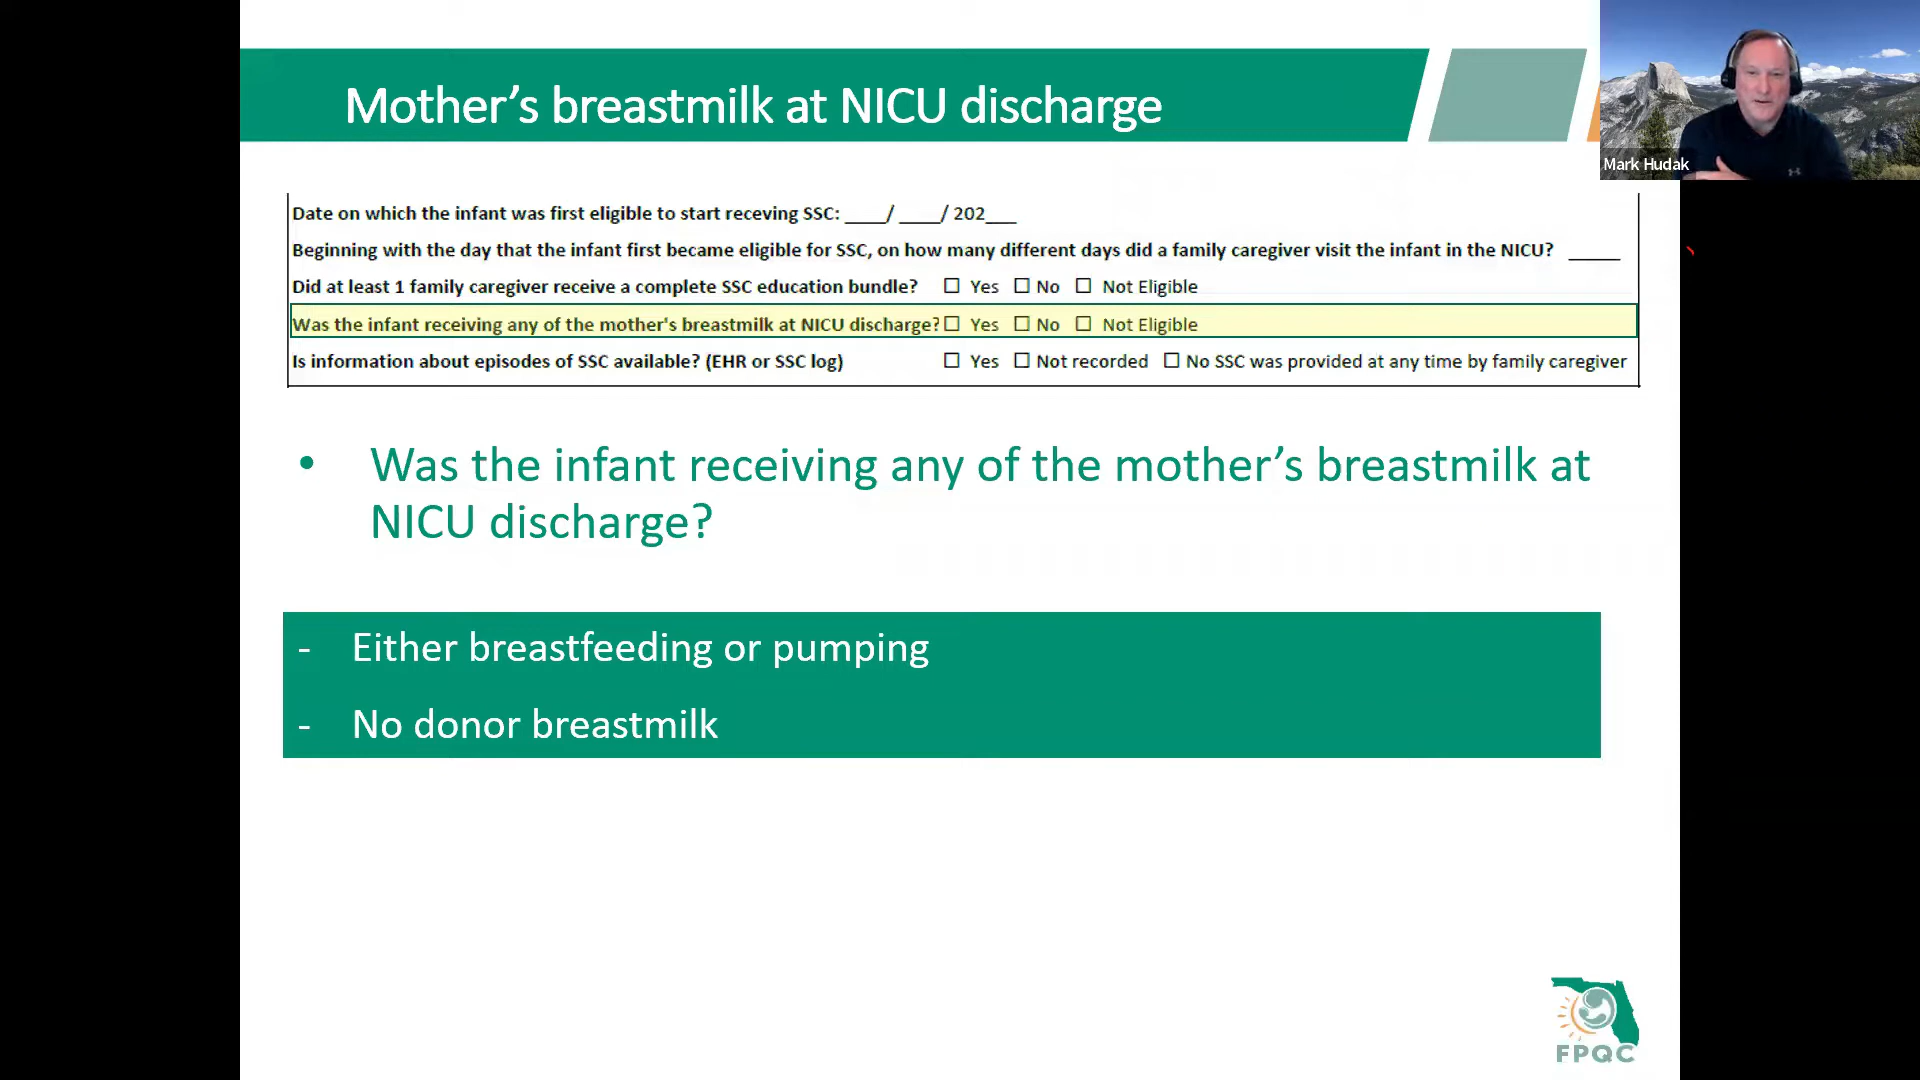 Mother's breastmilk at NICU discharge
Mark Hudak
Date on which the infant was first eligible to start receving SSC: ____/ ____/ 202___
Beginning with the day that the infant first became eligible for SSC, on how many different days did a family caregiver visit the infant in the NICU? _____
Did at least 1 family caregiver receive a complete SSC education bundle? ☐ Yes ☐ No ☐ Not Eligible
Was the infant receiving any of the mother's breastmilk at NICU discharge? ☐ Yes ☐ No ☐ Not Eligible
Is information about episodes of SSC available? (EHR or SSC log) ☐ Yes ☐ Not recorded ☐ No SSC was provided at any time by family caregiver
• Was the infant receiving any of the mother’s breastmilk at
NICU discharge?
- Either breastfeeding or pumping
- No donor breastmilk
FPQC